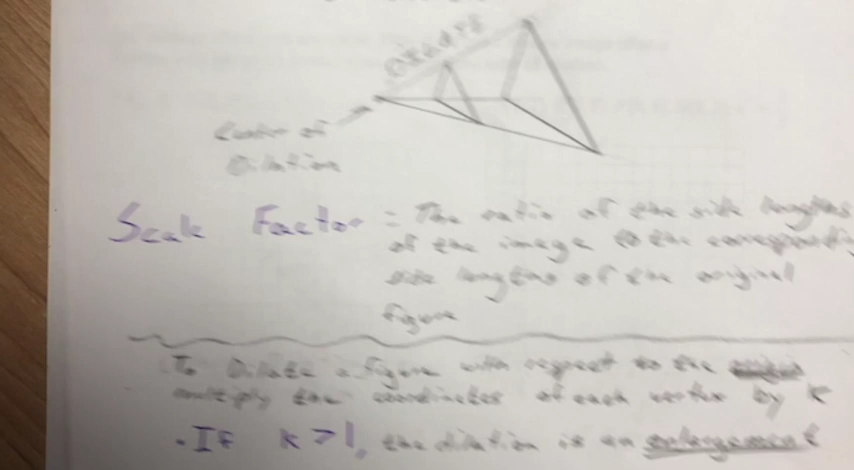 Dilate
Center of
Dilation
Scale Factor = The ratio of the side lengths
of the image to the
side lengths of the original
figure
To Dilate a figure with respect to the
multiply the coordinates of each vertex by k
• If k > 1, the dilation is an enlargement